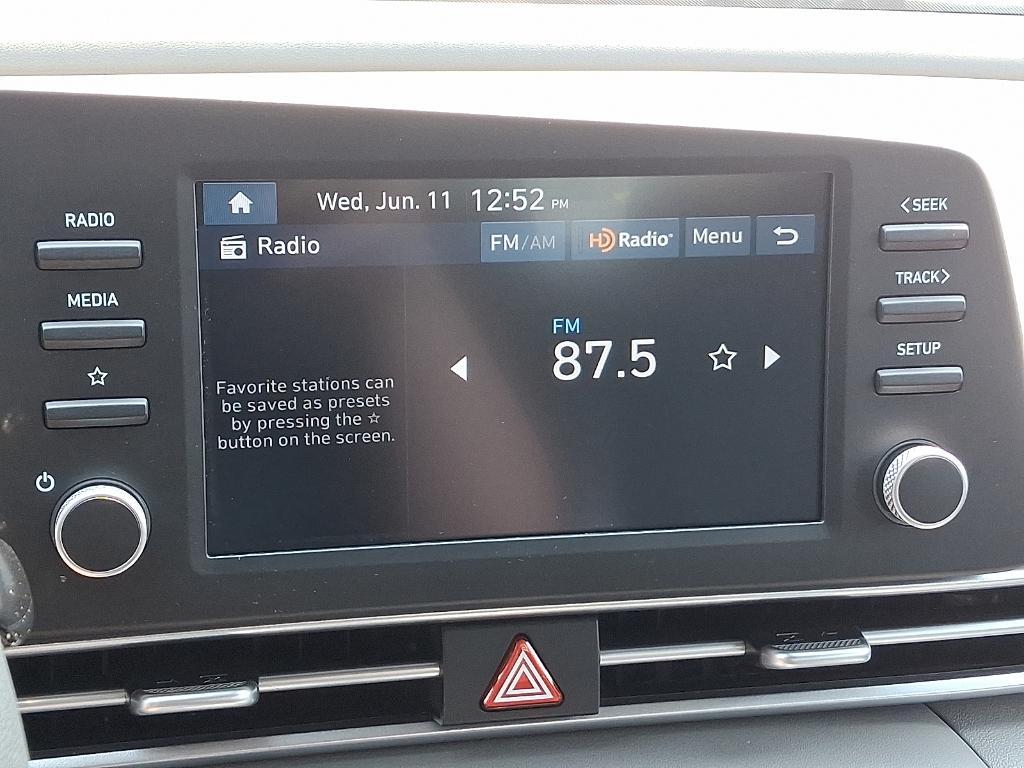 RADIO
MEDIA
Wed, Jun. 11 12:52 PM
Radio
FM/AM
HD Radio
Menu
FM
87.5
Favorite stations can
be saved as presets
by pressing the ☆
button on the screen.
<SEEK
TRACK>
SETUP